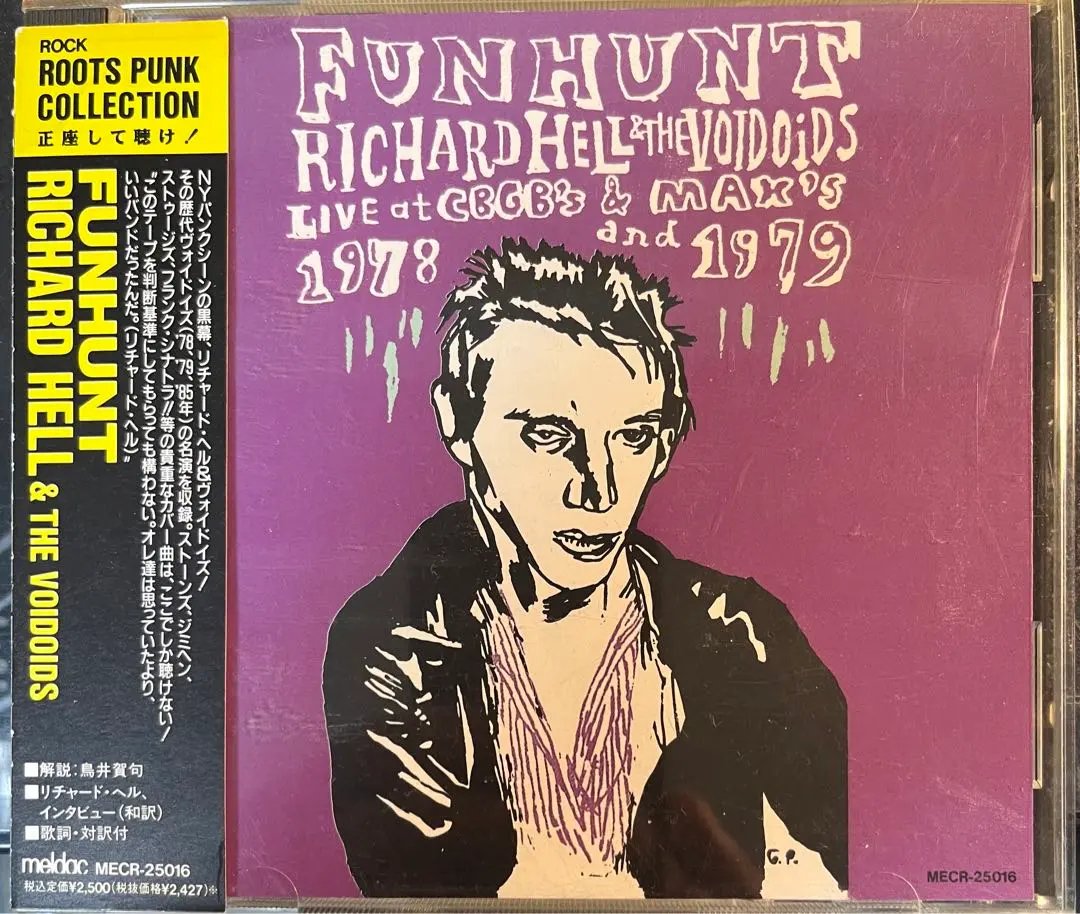 ROCK
ROOTS PUNK
COLLECTION
正座して聴け!
FUNHUNT
RICHARD HELL & THE VOIDOIDS
NYパンクシーンの黒幕、リチャード・ヘル&ヴォイドイズ!
その歴代ヴォイドイズ('78、'79、'85年)の名演を収録。ストーンズ、ジミヘン、
ストゥージズ、フランク・シナトラ!!等の貴重なカバー曲は、ここでしか聴けない!
“このテープを判断基準にしてもらっても構わない。オレ達は思っていたより、
いいバンドだったんだ。(リチャード・ヘル)”
■解説:鳥井賀句
■リチャード・ヘル、
インタビュー(和訳)
■歌詞・対訳付
meldac MECR-25016
税込定価¥2,500(税抜価格¥2,427)※
FUNHUNT
RICHARD HELL & THE VOIDOiDS
LIVE at CBGB's & MAX's
1978 and 1979
G.P.
MECR-25016